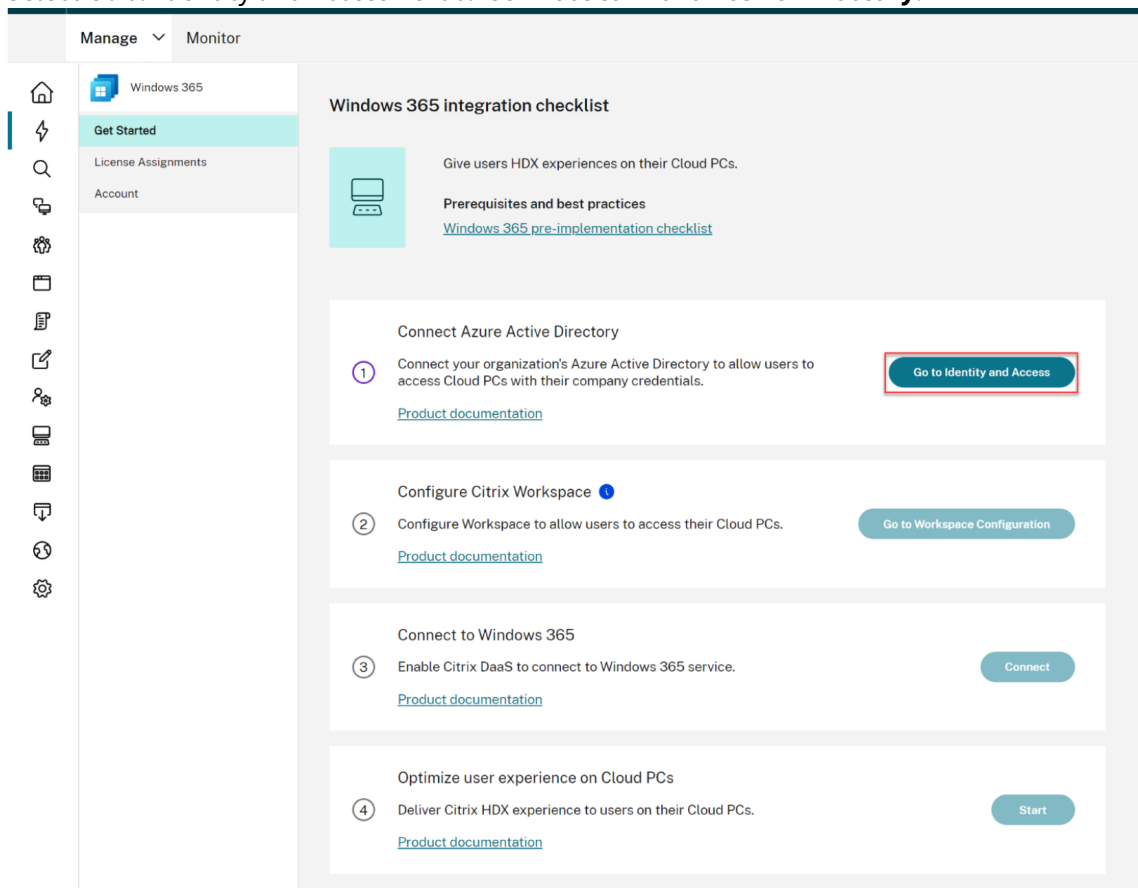 Manage Monitor
Windows 365
Get Started
License Assignments
Account
Windows 365 integration checklist
Give users HDX experiences on their Cloud PCs.
Prerequisites and best practices
Windows 365 pre-implementation checklist
Connect Azure Active Directory
1
Connect your organization's Azure Active Directory to allow users to
access Cloud PCs with their company credentials.
Go to Identity and Access
Product documentation
Configure Citrix Workspace
2
Configure Workspace to allow users to access their Cloud PCs.
Go to Workspace Configuration
Product documentation
Connect to Windows 365
3
Enable Citrix DaaS to connect to Windows 365 service.
Connect
Product documentation
Optimize user experience on Cloud PCs
4
Deliver Citrix HDX experience to users on their Cloud PCs.
Start
Product documentation